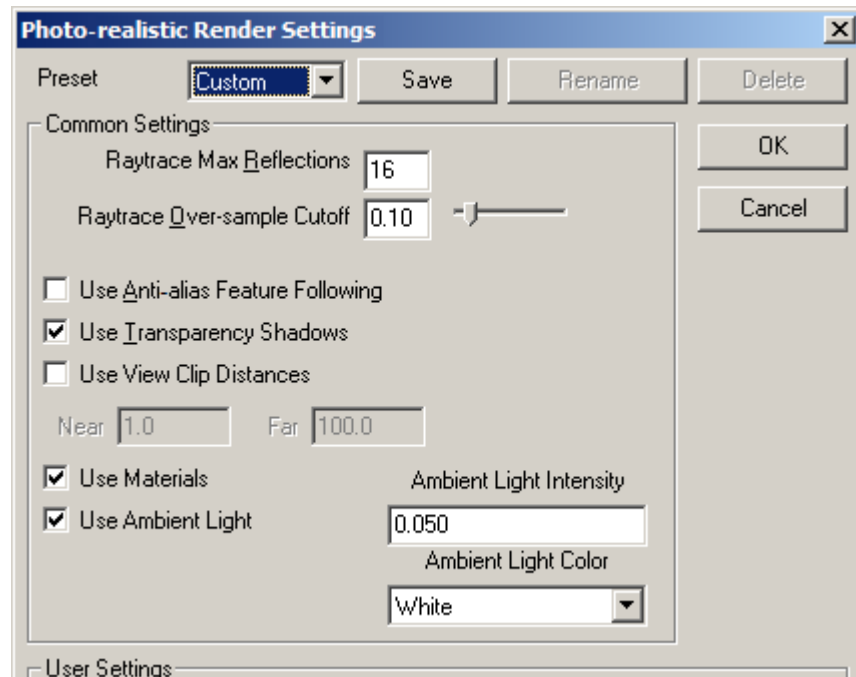 Photo-realistic Render Settings
Preset Custom Save Rename Delete
Common Settings
OK
Raytrace Max Reflections 16
Cancel
Raytrace Over-sample Cutoff 0.10
Use Anti-alias Feature Following
Use Transparency Shadows
Use View Clip Distances
Near 1.0 Far 100.0
Use Materials
Ambient Light Intensity
Use Ambient Light 0.050
Ambient Light Color
White
User Settings